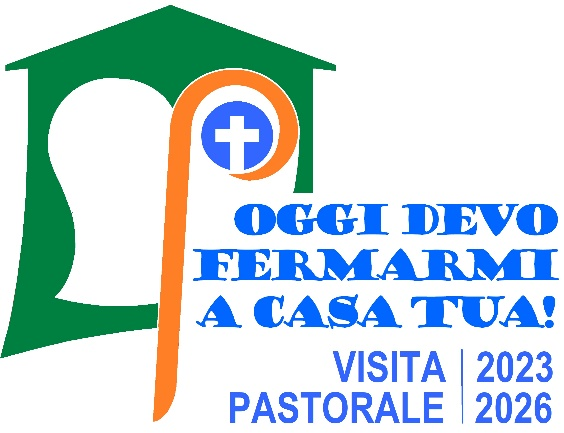 OGGI DEVO
FERMARMI
A CASA TUA!
VISITA 2023
PASTORALE 2026